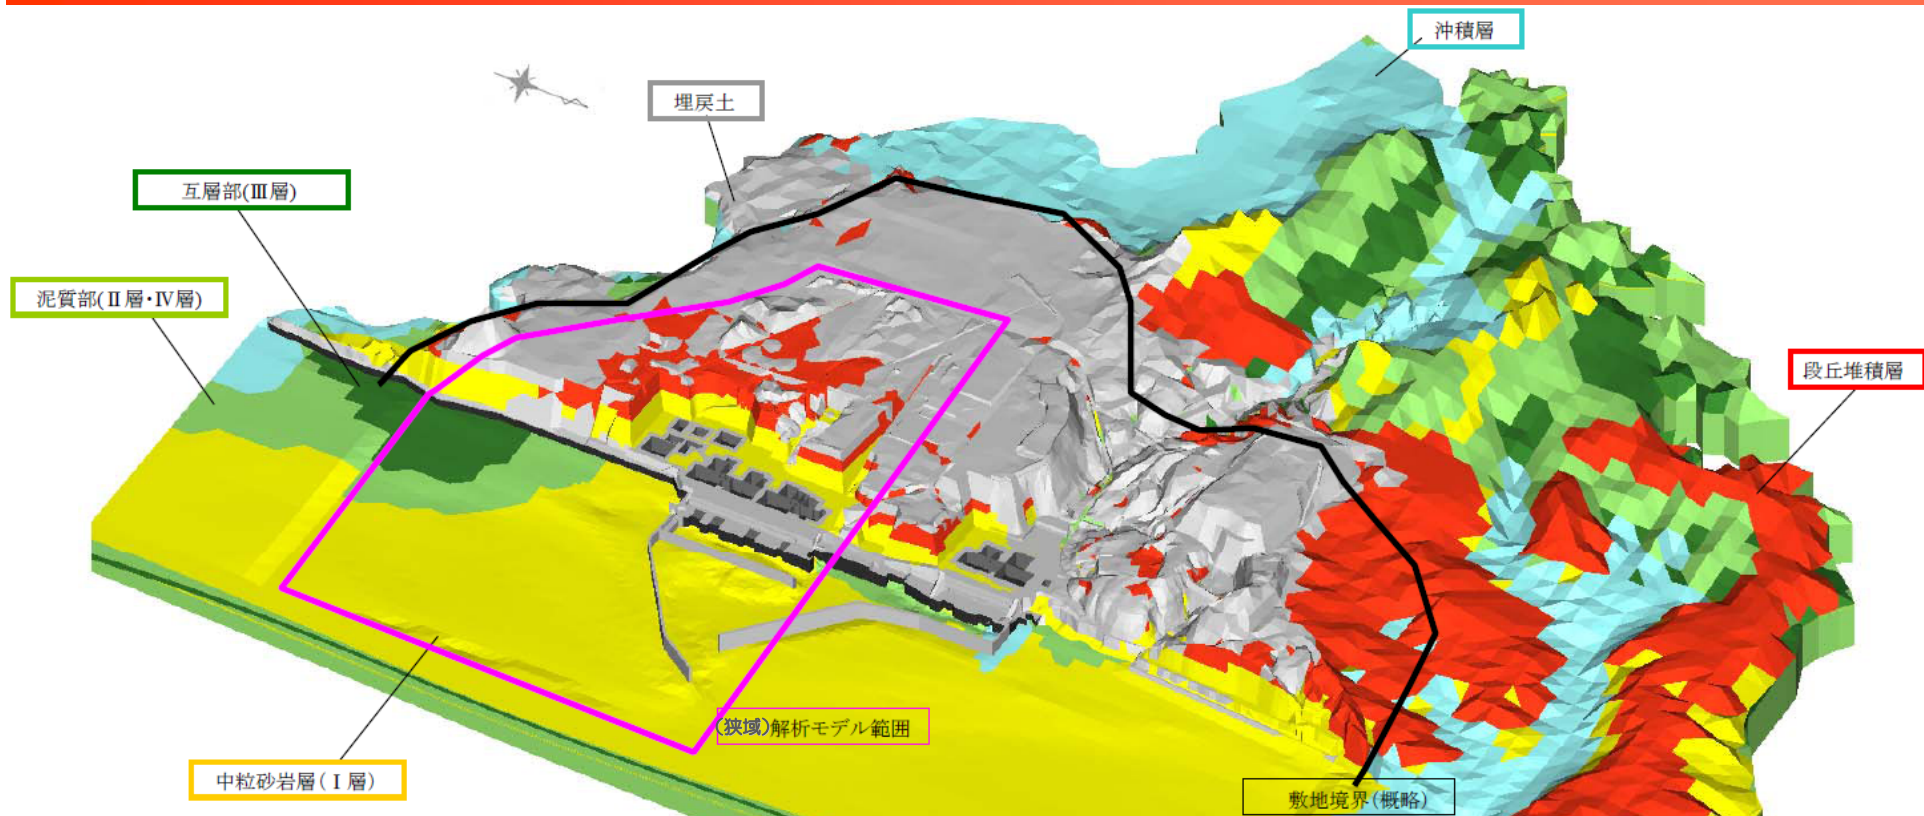 沖積層
埋戻土
互層部(Ⅲ層)
泥質部(Ⅱ層・Ⅳ層)
段丘堆積層
(狭域)解析モデル範囲
中粒砂岩層(Ⅰ層)
敷地境界(概略)